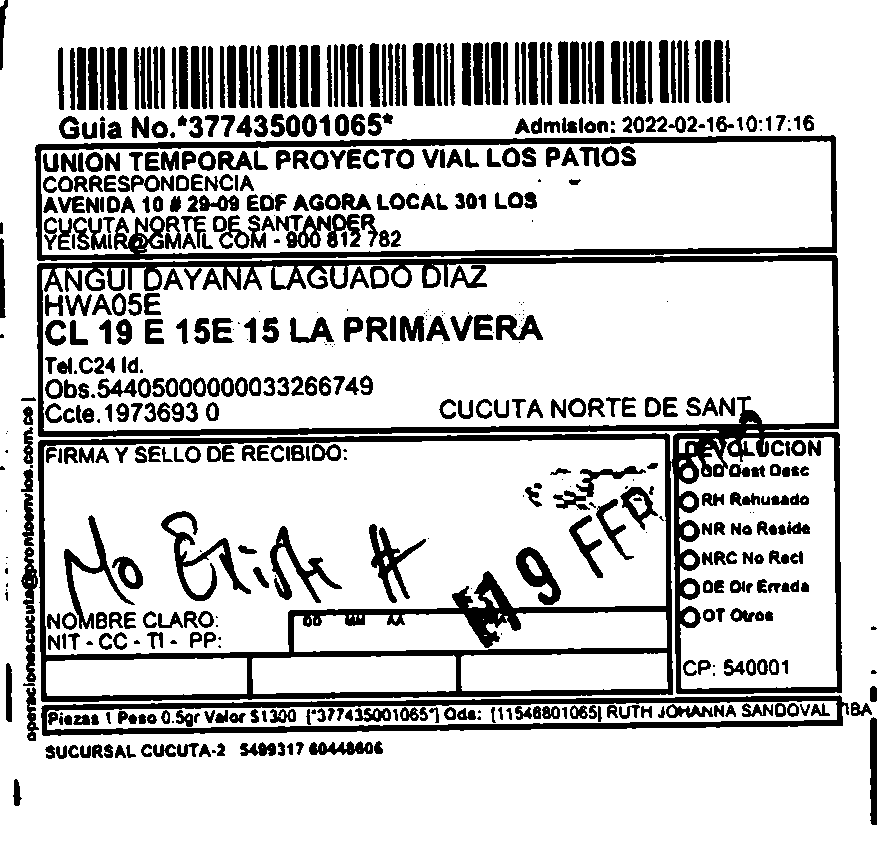 Guia No.*377435001065*
Admision: 2022-02-16-10:17:16
UNION TEMPORAL PROYECTO VIAL LOS PATIOS
CORRESPONDENCIA
AVENIDA 10 # 29-09 EDF AGORA LOCAL 301 LOS
CUCUTA NORTE DE SANTANDER
YEISMIR@GMAIL COM - 900 812 782
ANGUI DAYANA LAGUADO DIAZ
HWA05E
CL 19 E 15E 15 LA PRIMAVERA
Tel.C24 Id.
Obs.54405000000033266749
Ccte.1973693 0
CUCUTA NORTE DE SANT
FIRMA Y SELLO DE RECIBIDO:
No Existe #
19 FEB
NOMBRE CLARO:
NIT - CC - TI - PP:
DD MM AA
DEVOLUCION
DD Dest Desc
RH Rehusado
NR No Reside
NRC No Recl
DE Dir Errada
OT Otros
CP: 540001
Piezas 1 Peso 0.5gr Valor $1300 [*377435001065*] Ods: [11546801065] RUTH JOHANNA SANDOVAL TIBA
SUCURSAL CUCUTA-2 5499317 60448606
operacionescucuta@prontoenvios.com.co